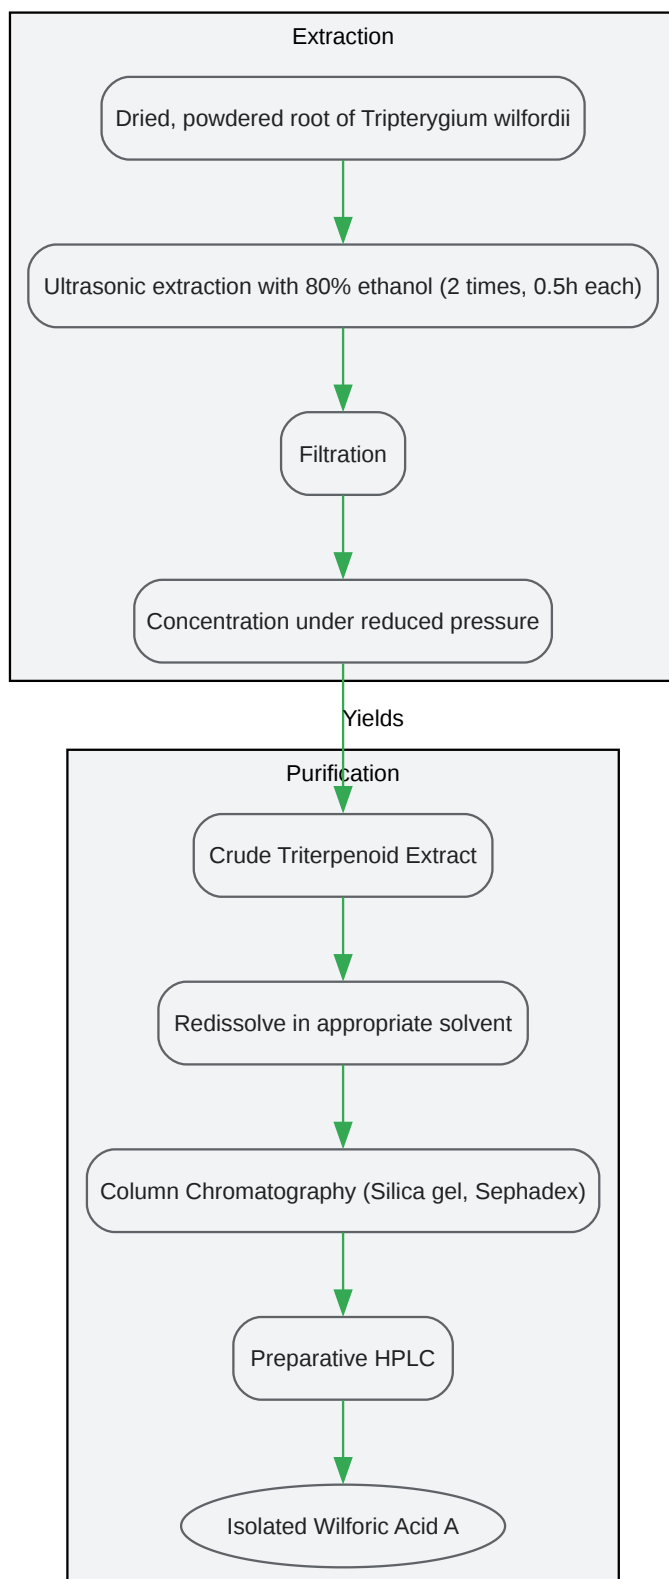 Extraction
Dried, powdered root of Tripterygium wilfordii
Ultrasonic extraction with 80% ethanol (2 times, 0.5h each)
Filtration
Concentration under reduced pressure
Yields
Purification
Crude Triterpenoid Extract
Redissolve in appropriate solvent
Column Chromatography (Silica gel, Sephadex)
Preparative HPLC
Isolated Wilforic Acid A